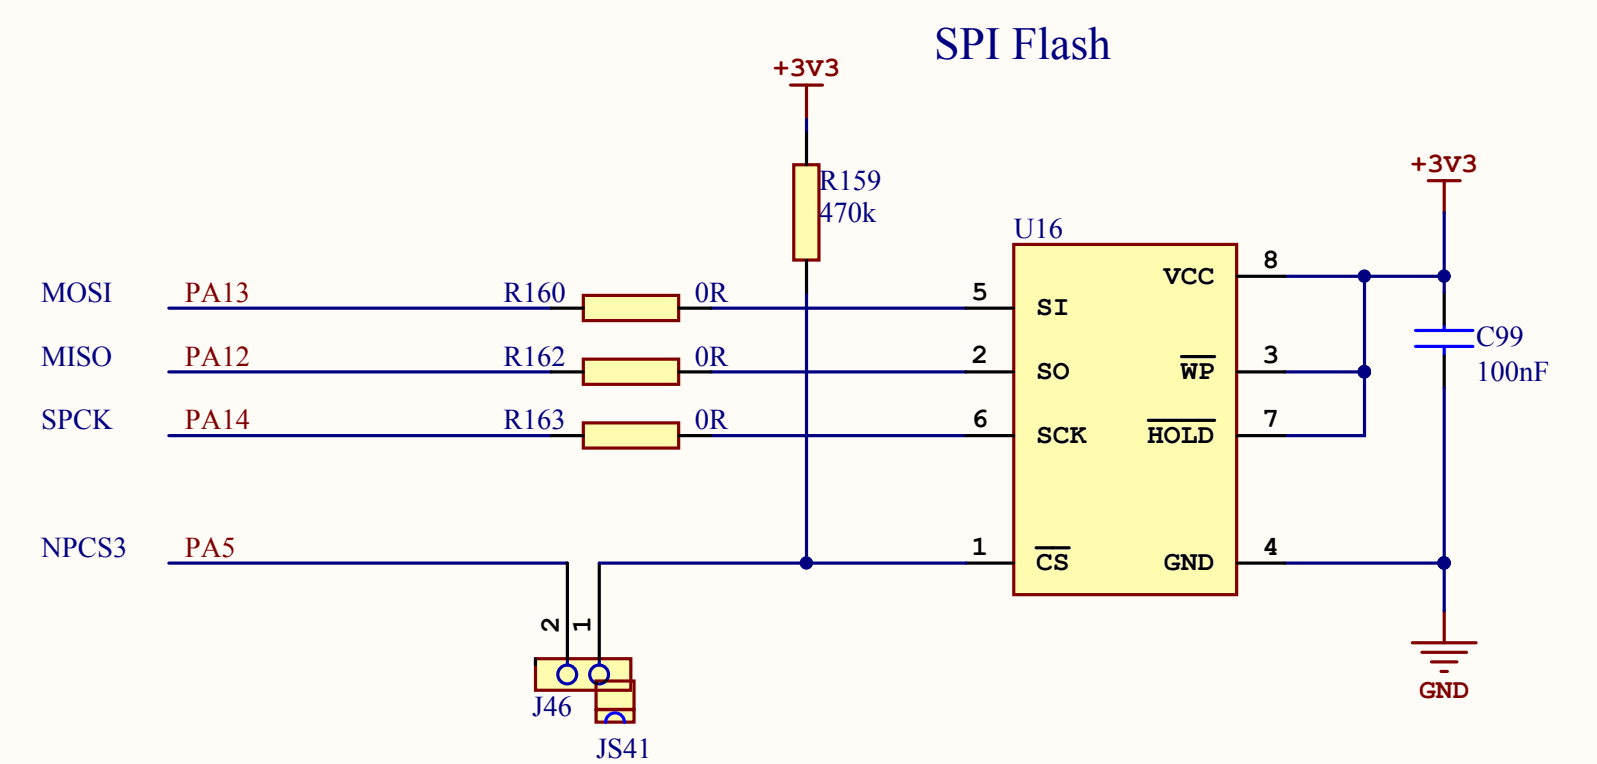 SPI Flash
+3V3
+3V3
R159
470k
U16
VCC 8
MOSI PA13 R160 0R 5 SI
C99
100nF
MISO PA12 R162 0R 2 SO WP 3
SPCK PA14 R163 0R 6 SCK HOLD 7
NPCS3 PA5 1 CS GND 4
2 1
GND
J46
JS41